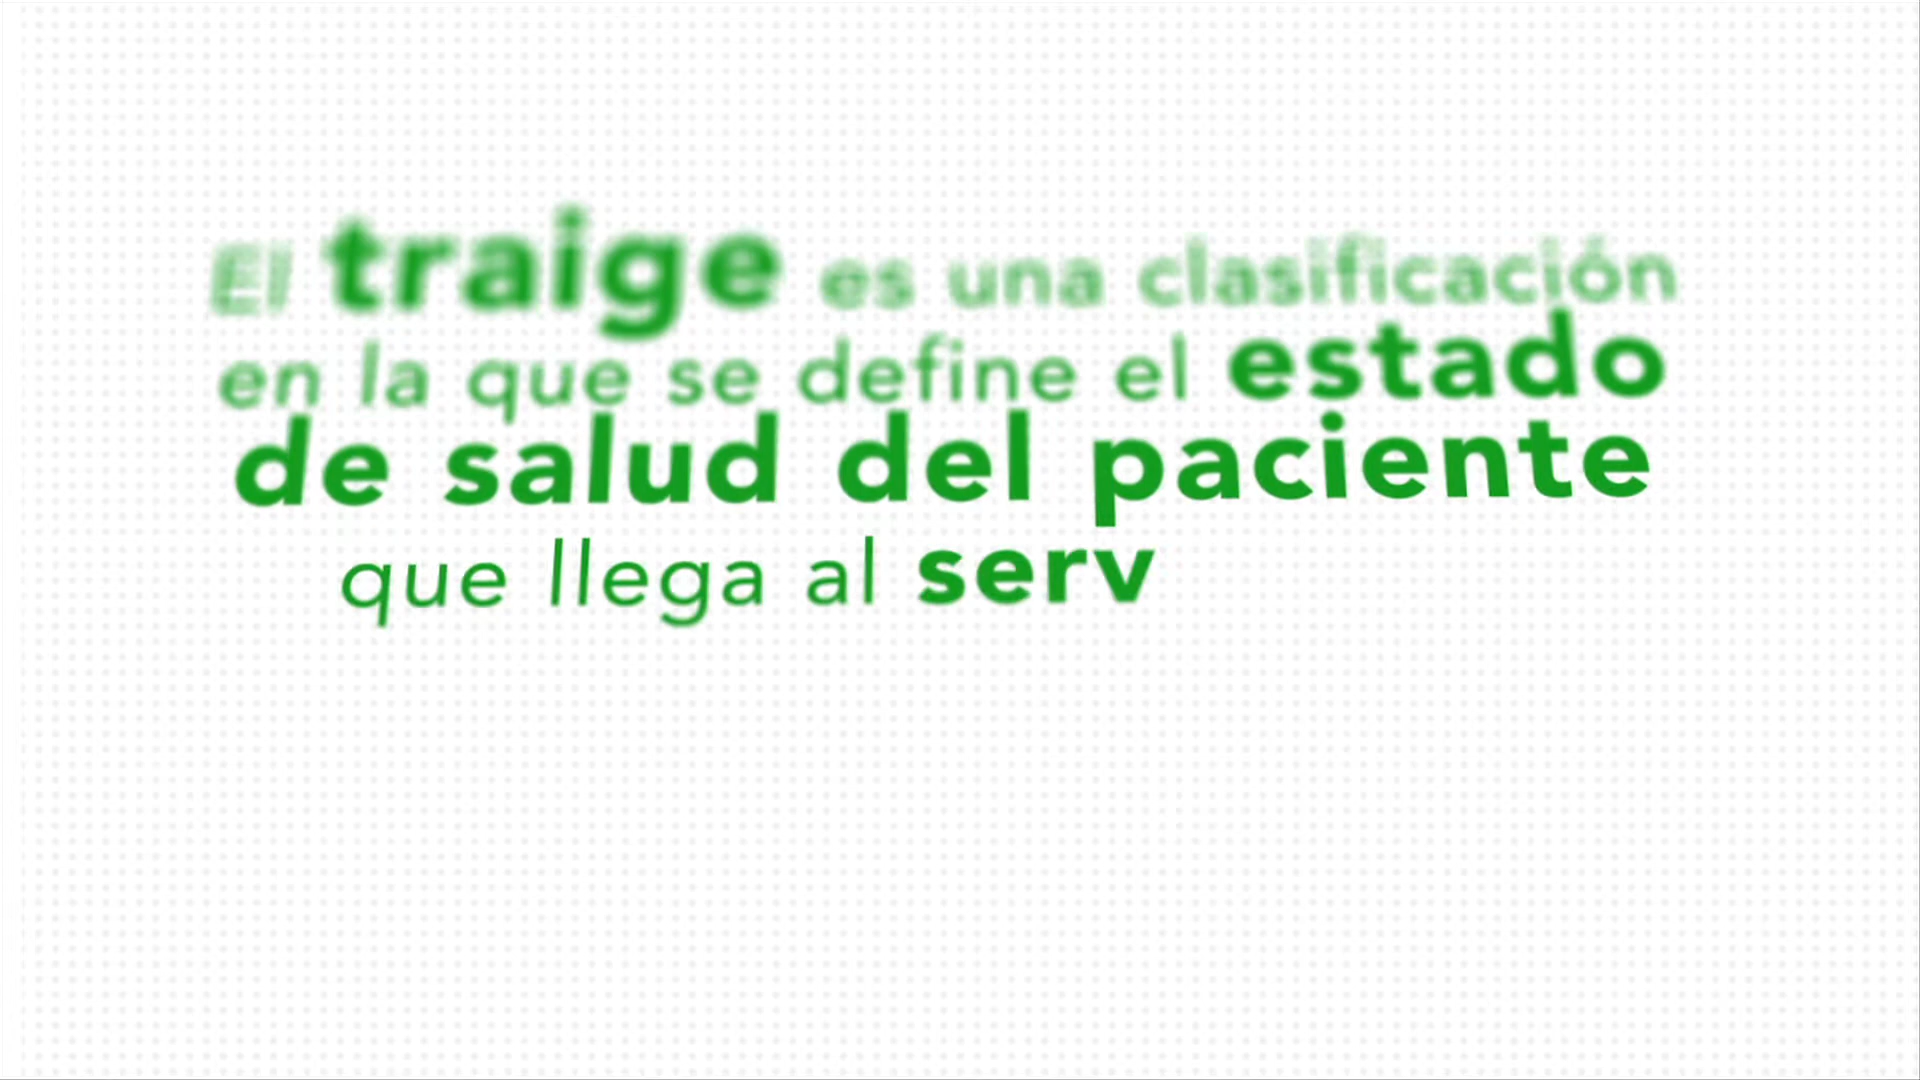 El traige es una clasificación
en la que se define el estado
de salud del paciente
que llega al serv